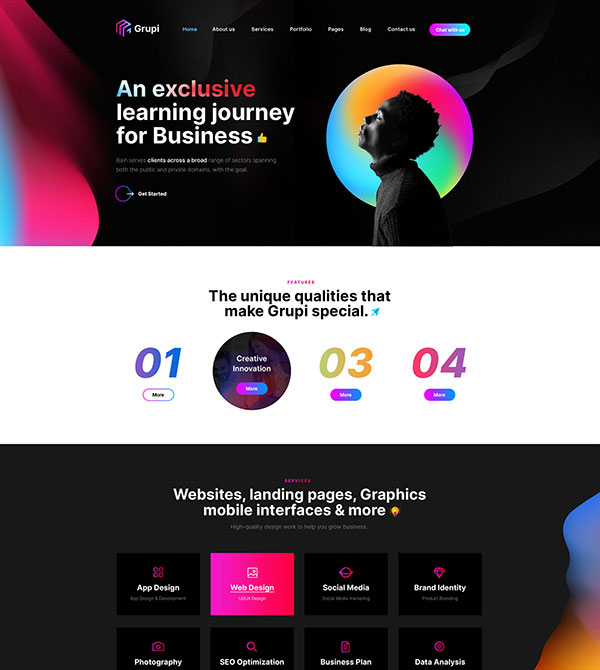 Grupi
Home About us Services Portfolio Pages Blog Contact us Chat with us
An exclusive
learning journey
for Business
Bain serves clients across a broad range of sectors spanning
both the public and private domains, with the goal.
Get Started
FEATURES
The unique qualities that
make Grupi special.
01
More
Creative
Innovation
More
03
More
04
More
SERVICES
Websites, landing pages, Graphics
mobile interfaces & more
High-quality design work to help you grow business.
App Design
App Design & Development
Web Design
UI/UX Design
Social Media
Social Media marketing
Brand Identity
Product Branding
Photography
SEO Optimization
Business Plan
Data Analysis